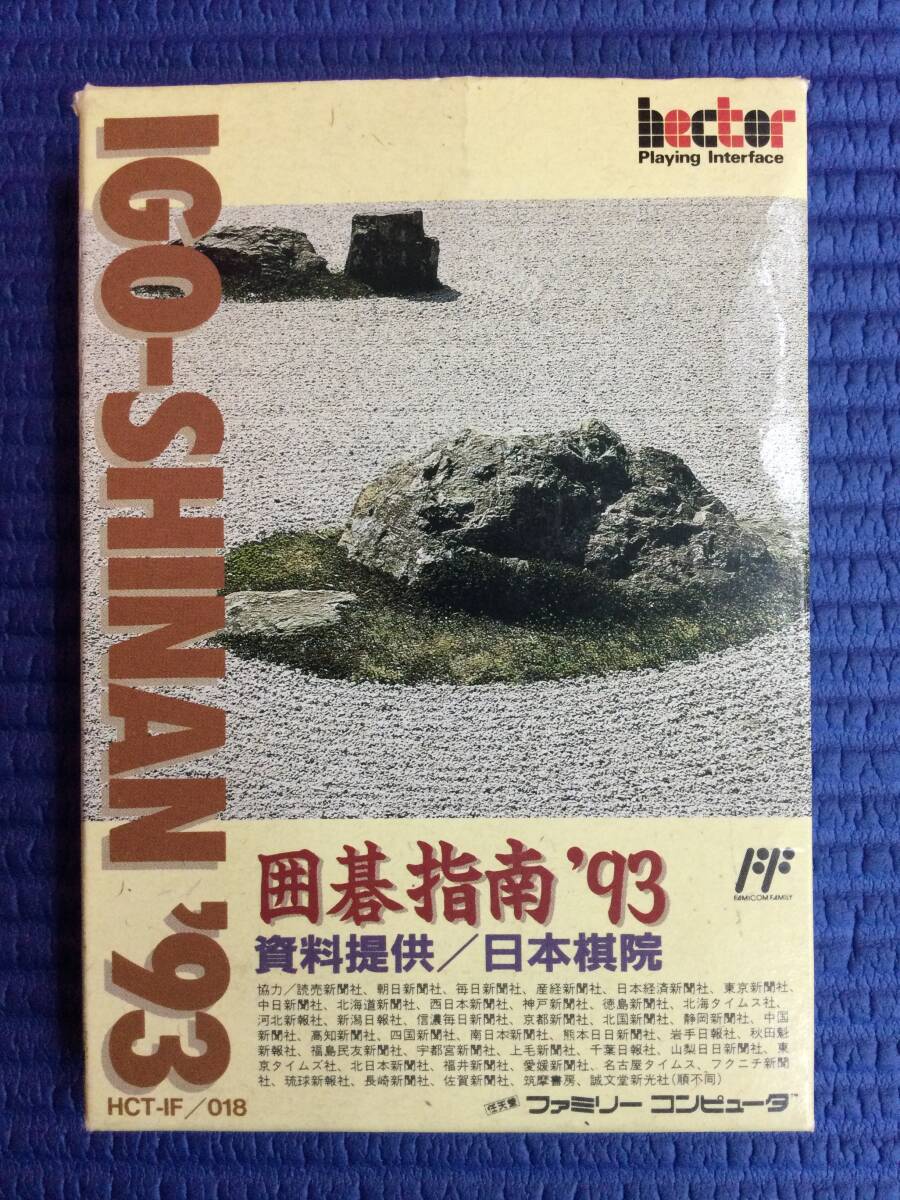 hector
Playing Interface
IGO-SHINAN '93
囲碁指南'93
FAMICOM FAMILY
資料提供/日本棋院
協力/読売新聞社、朝日新聞社、毎日新聞社、産経新聞社、日本経済新聞社、東京新聞社、
中日新聞社、北海道新聞社、西日本新聞社、神戸新聞社、徳島新聞社、北海タイムス社、
河北新報社、新潟日報社、信濃毎日新聞社、京都新聞社、北国新聞社、静岡新聞社、中国
新聞社、高知新聞社、四国新聞社、南日本新聞社、熊本日日新聞社、岩手日報社、秋田魁
新報社、福島民友新聞社、宇都宮新聞社、上毛新聞社、千葉日報社、山梨日日新聞社、東
京タイムズ社、北日本新聞社、福井新聞社、愛媛新聞社、名古屋タイムス、フクニチ新聞
社、琉球新報社、長崎新聞社、佐賀新聞社、筑摩書房、誠文堂新光社(順不同)
HCT-IF/018
任天堂 ファミリー コンピュータ™